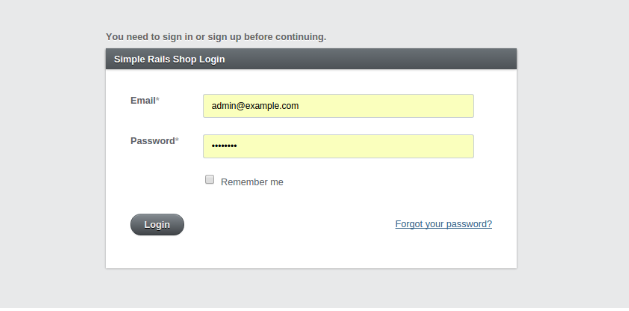 You need to sign in or sign up before continuing.
Simple Rails Shop Login
Email*
admin@example.com
Password*
••••••••
Remember me
Login
Forgot your password?